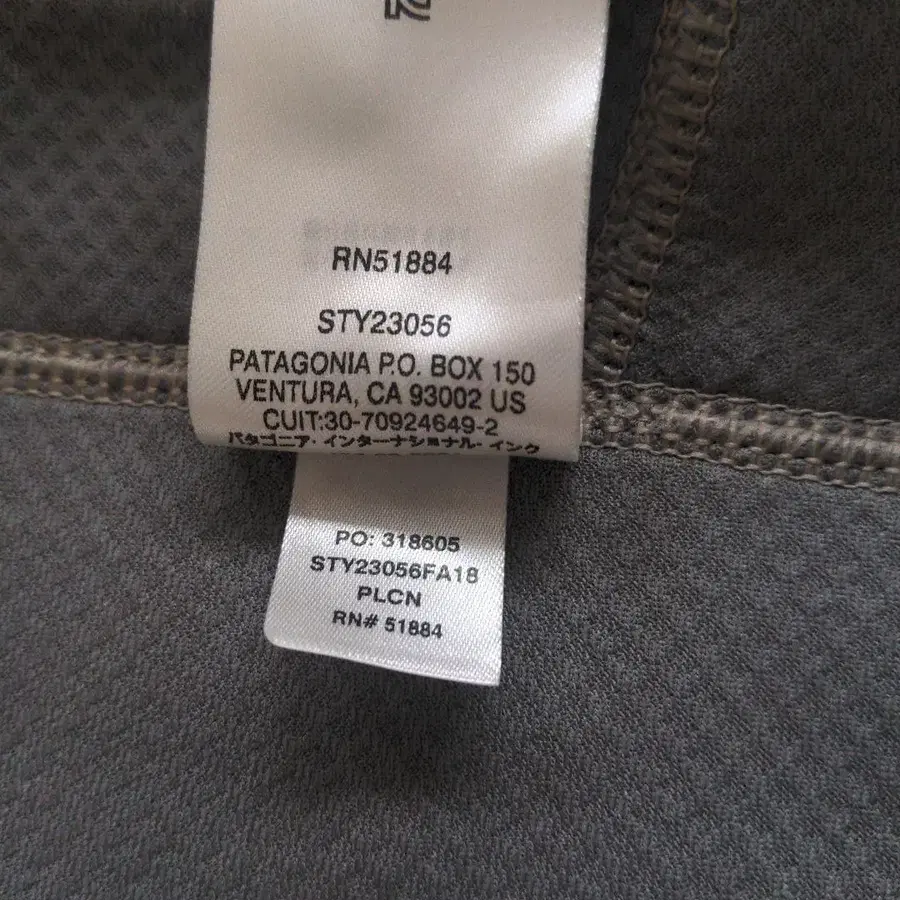 RN51884
STY23056
PATAGONIA P.O. BOX 150
VENTURA, CA 93002 US
CUIT:30-70924649-2
パタゴニア・インターナショナル・インク
PO: 318605
STY23056FA18
PLCN
RN# 51884